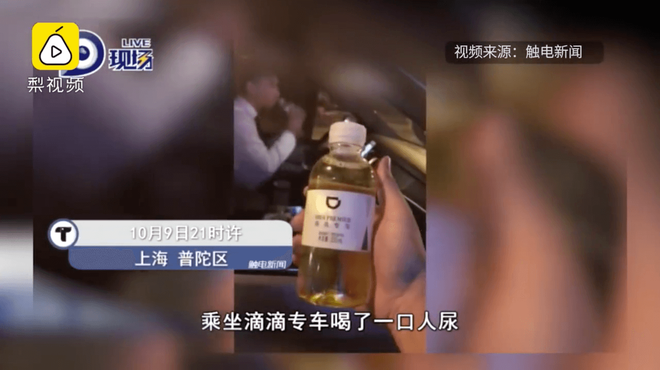 LIVE
现场
梨视频
视频来源：触电新闻
10月9日21时许
上海 普陀区
触电新闻
乘坐滴滴专车喝了一口人尿